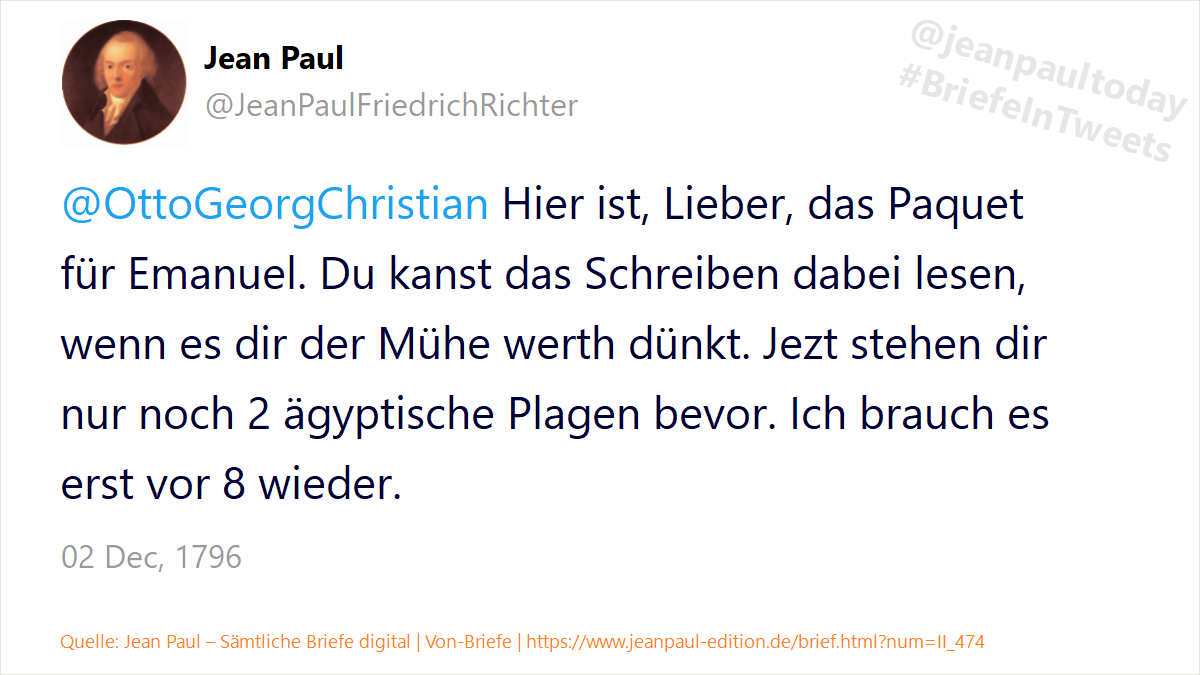 Jean Paul
@JeanPaulFriedrichRichter
@jeanpaultoday
#BriefeInTweets
@OttoGeorgChristian Hier ist, Lieber, das Paquet
für Emanuel. Du kanst das Schreiben dabei lesen,
wenn es dir der Mühe werth dünkt. Jezt stehen dir
nur noch 2 ägyptische Plagen bevor. Ich brauch es
erst vor 8 wieder.
02 Dec, 1796
Quelle: Jean Paul – Sämtliche Briefe digital | Von-Briefe | https://www.jeanpaul-edition.de/brief.html?num=II_474